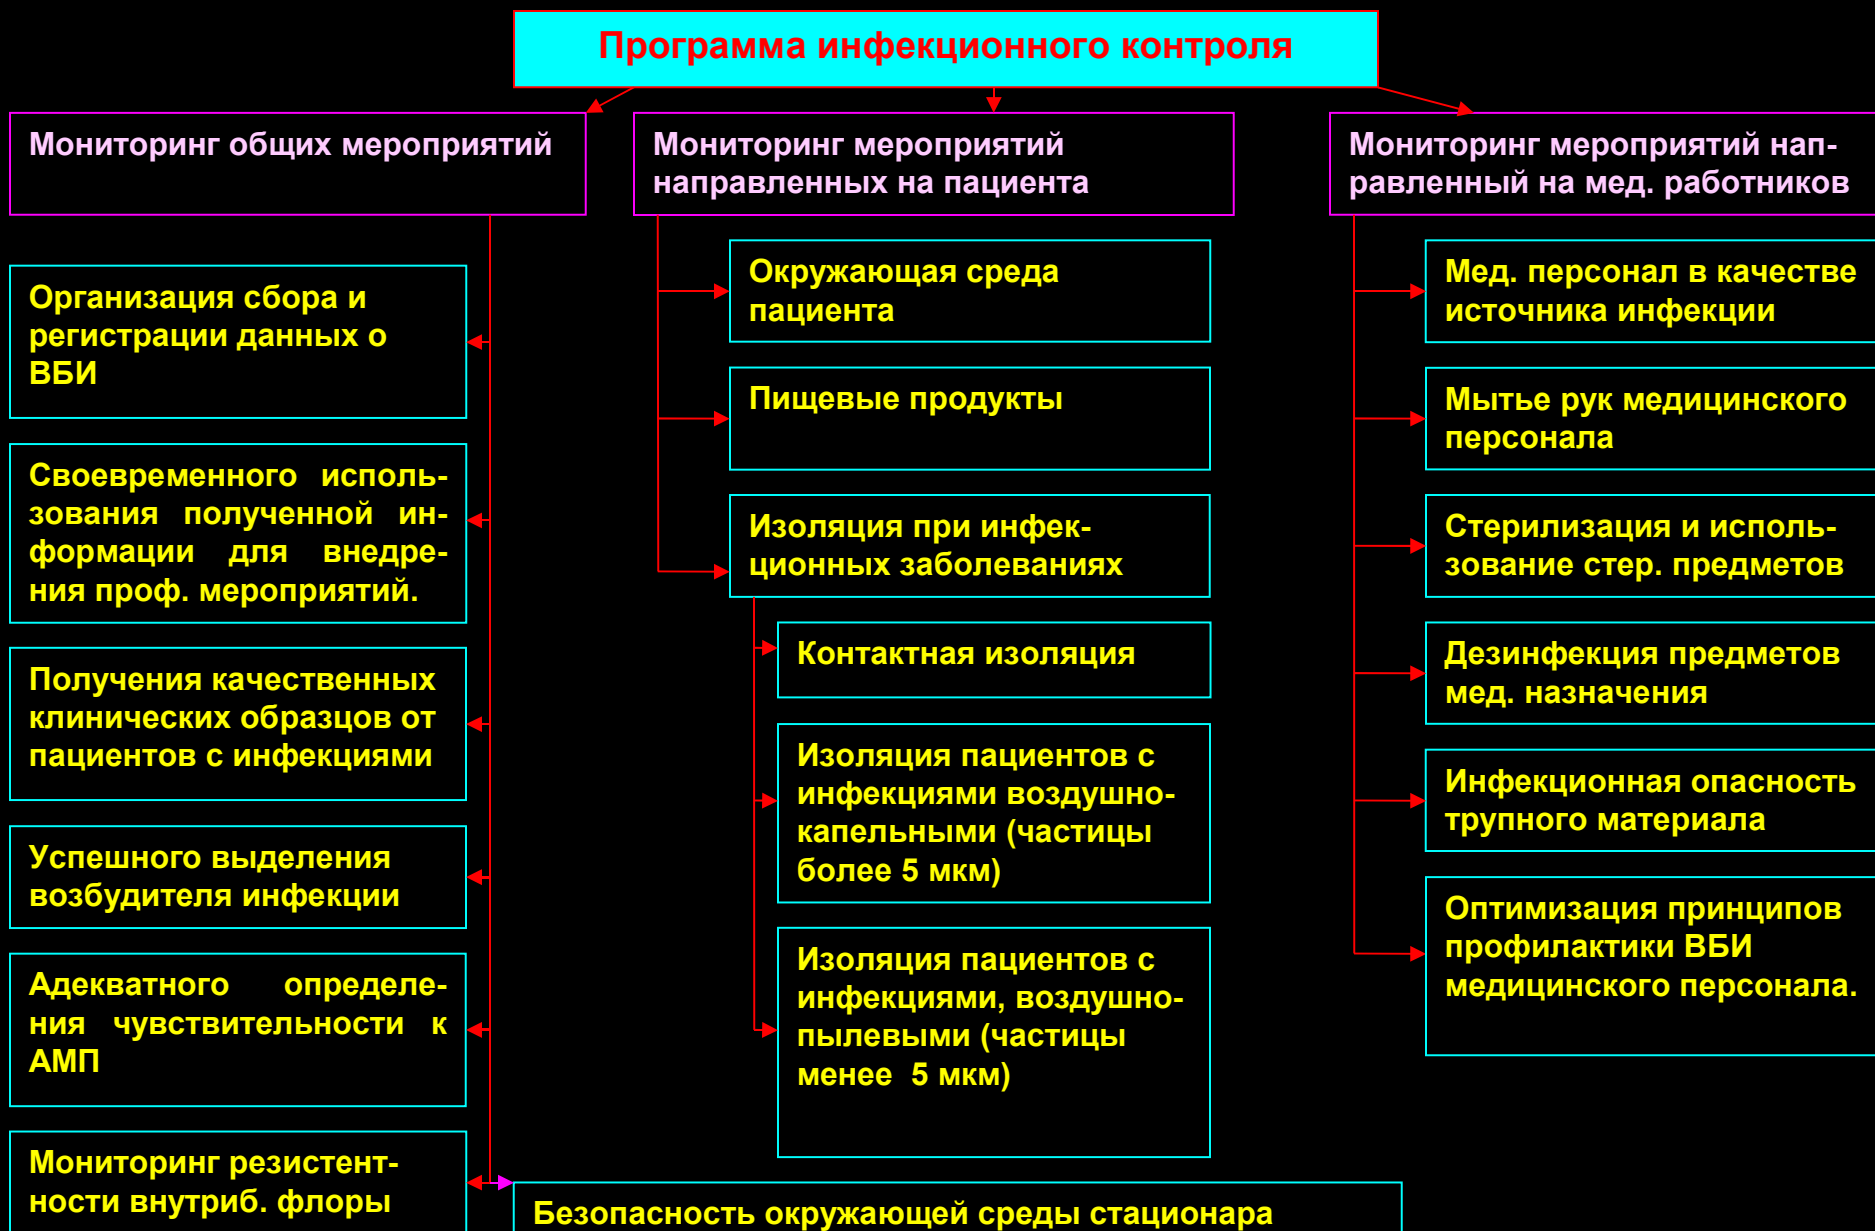 Программа инфекционного контроля
Мониторинг общих мероприятий
Мониторинг мероприятий
направленных на пациента
Мониторинг мероприятий нап-
равленный на мед. работников
Организация сбора и
регистрации данных о
ВБИ
Своевременного исполь-
зования полученной ин-
формации для внедре-
ния проф. мероприятий.
Получения качественных
клинических образцов от
пациентов с инфекциями
Успешного выделения
возбудителя инфекции
Адекватного определе-
ния чувствительности к
АМП
Мониторинг резистент-
ности внутриб. флоры
Безопасность окружающей среды стационара
Окружающая среда
пациента
Пищевые продукты
Изоляция при инфек-
ционных заболеваниях
Контактная изоляция
Изоляция пациентов с
инфекциями воздушно-
капельными (частицы
более 5 мкм)
Изоляция пациентов с
инфекциями, воздушно-
пылевыми (частицы
менее  5 мкм)
Мед. персонал в качестве
источника инфекции
Мытье рук медицинского
персонала
Стерилизация и исполь-
зование стер. предметов
Дезинфекция предметов
мед. назначения
Инфекционная опасность
трупного материала
Оптимизация принципов
профилактики ВБИ
медицинского персонала.